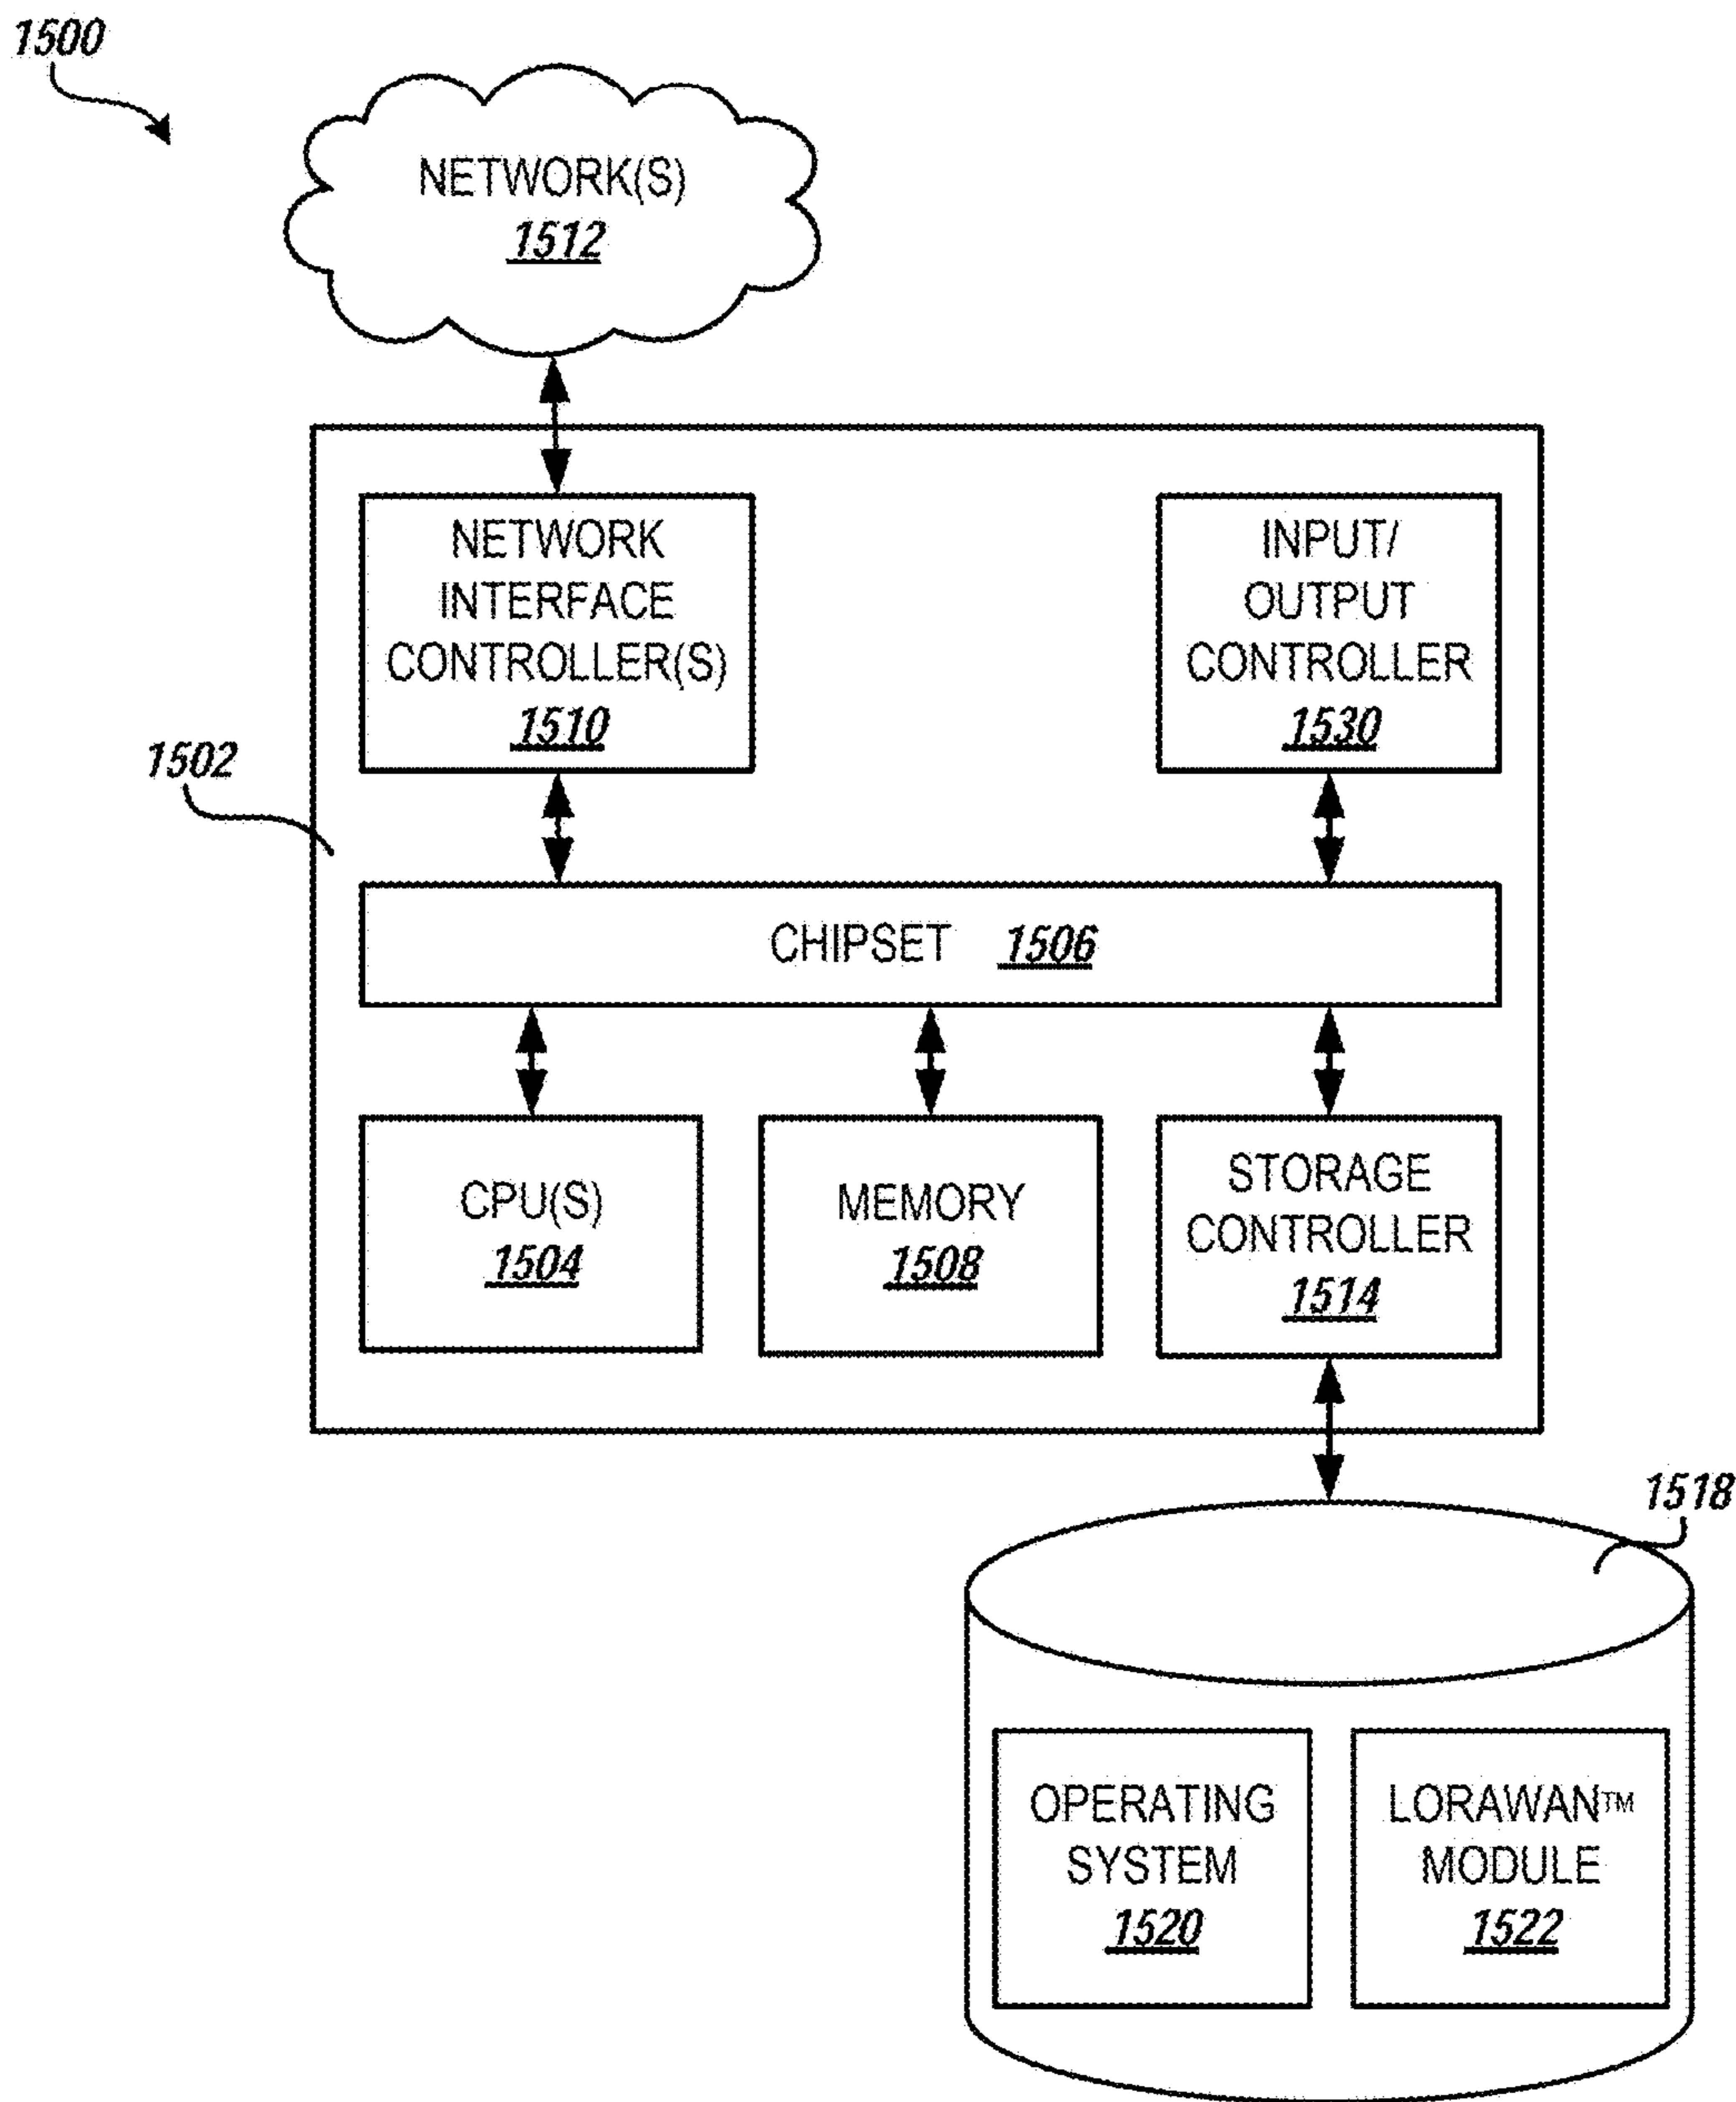 1500
NETWORK(S)
1512
NETWORK
INTERFACE
CONTROLLER(S)
1510
INPUT/
OUTPUT
CONTROLLER
1530
1502
CHIPSET 1506
CPU(S)
1504
MEMORY
1508
STORAGE
CONTROLLER
1514
1518
OPERATING
SYSTEM
1520
LORAWAN™
MODULE
1522